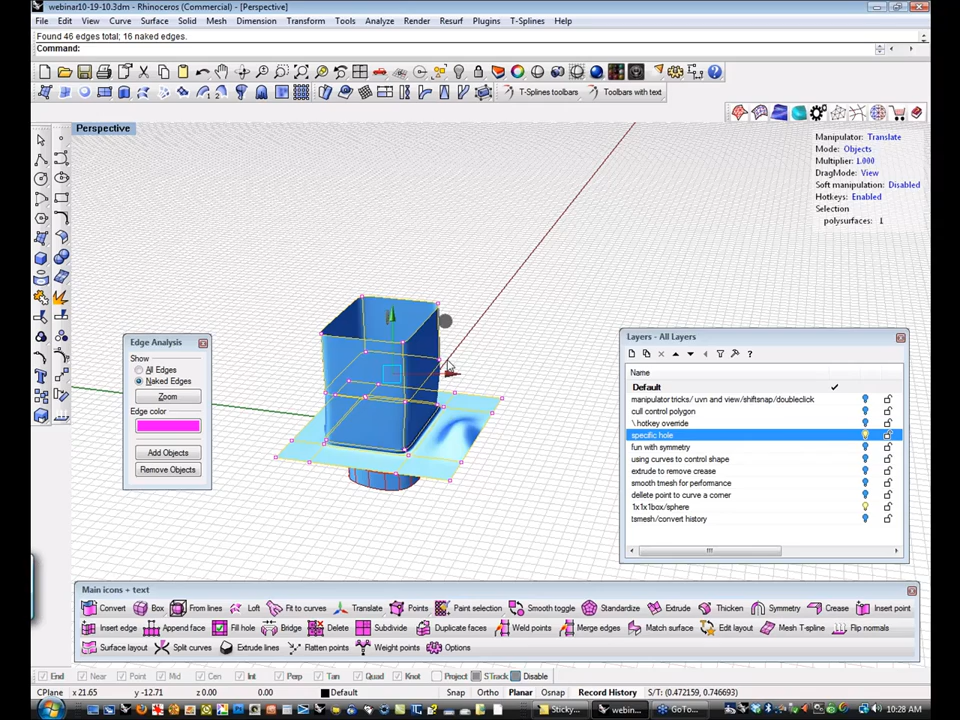 webinar10-19-10.3dm - Rhinoceros (Commercial) - [Perspective]
File Edit View Curve Surface Solid Mesh Dimension Transform Tools Analyze Render Resurf Plugins T-Splines Help
Found 46 edges total; 16 naked edges.
Command:
T-Splines toolbars Toolbars with text
Perspective
Manipulator: Translate
Mode: Objects
Multiplier: 1.000
DragMode: View
Soft manipulation: Disabled
Hotkeys: Enabled
Selection
polysurfaces: 1
Edge Analysis
Show
All Edges
Naked Edges
Zoom
Edge color
Add Objects
Remove Objects
Layers - All Layers
Name
Default
manipulator tricks/ uvn and view/shiftsnap/doubleclick
cull control polygon
\ hotkey override
specific hole
fun with symmetry
using curves to control shape
extrude to remove crease
smooth tmesh for performance
dellete point to curve a corner
1x1x1box/sphere
tsmesh/convert history
Main icons + text
Convert Box From lines Loft Fit to curves Translate Points Paint selection Smooth toggle Standardize Extrude Thicken Symmetry Crease Insert point
Insert edge Append face Fill hole Bridge Delete Subdivide Duplicate faces Weld points Merge edges Match surface Edit layout Mesh T-spline Flip normals
Surface layout Split curves Extrude lines Flatten points Weight points Options
End Near Point Mid Cen Int Perp Tan Quad Knot Project STrack Disable
CPlane x 21.65 y -12.71 z 0.00 0.00 Default Snap Ortho Planar Osnap Record History S/T: (0.472159, 0.746693)
Sticky... webin... GoTo... 10:28 AM